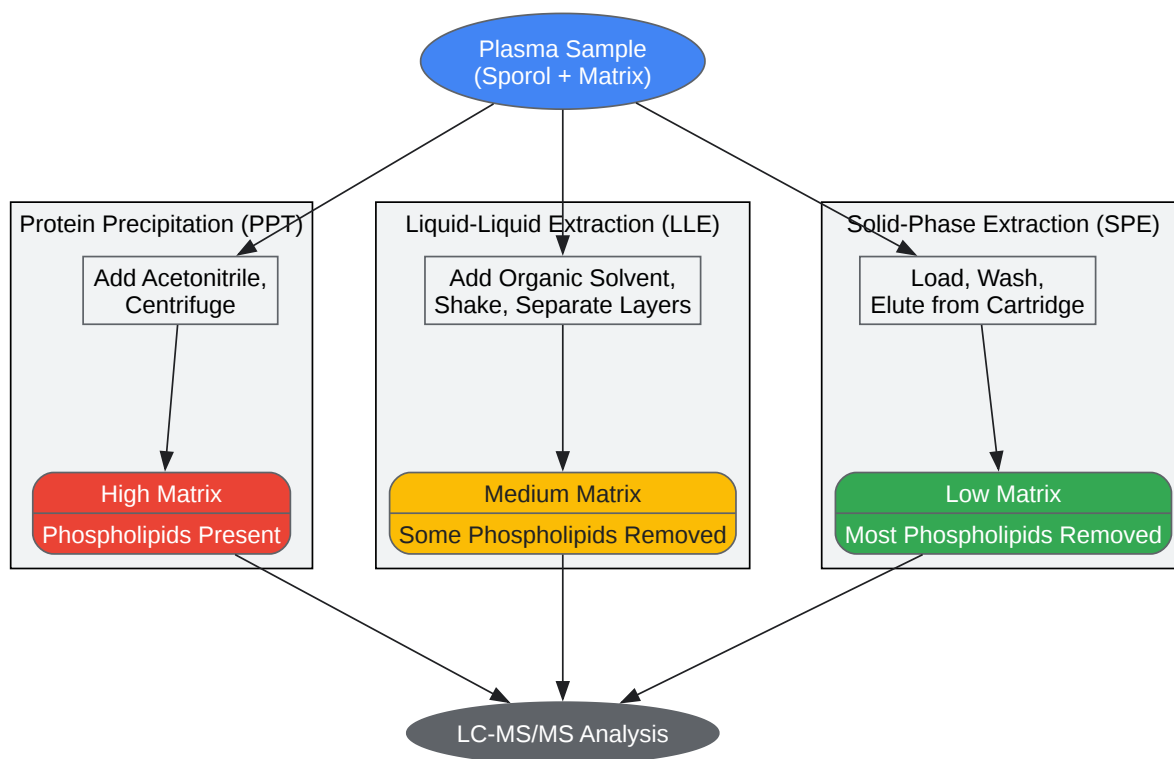 Plasma Sample
(Sporol + Matrix)
Protein Precipitation (PPT)
Add Acetonitrile,
Centrifuge
High Matrix
Phospholipids Present
Liquid-Liquid Extraction (LLE)
Add Organic Solvent,
Shake, Separate Layers
Medium Matrix
Some Phospholipids Removed
Solid-Phase Extraction (SPE)
Load, Wash,
Elute from Cartridge
Low Matrix
Most Phospholipids Removed
LC-MS/MS Analysis